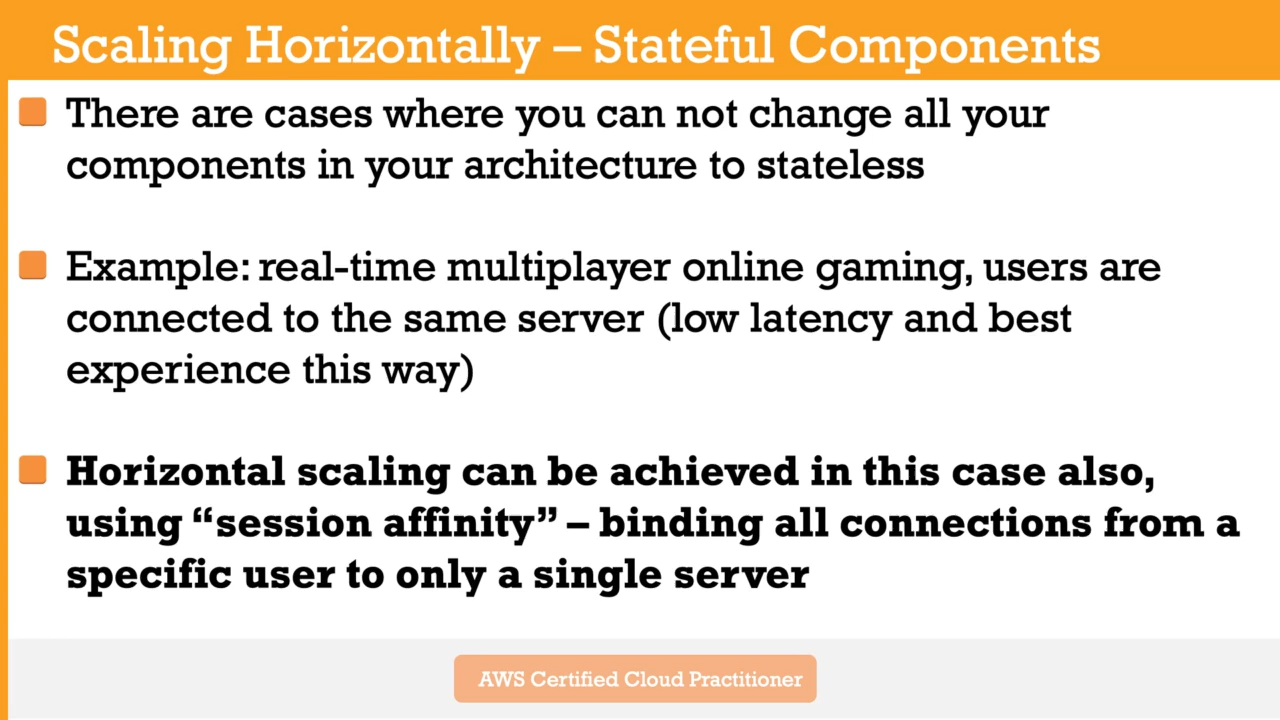 Scaling Horizontally – Stateful Components
There are cases where you can not change all your
components in your architecture to stateless
Example: real-time multiplayer online gaming, users are
connected to the same server (low latency and best
experience this way)
Horizontal scaling can be achieved in this case also,
using “session affinity” – binding all connections from a
specific user to only a single server
AWS Certified Cloud Practitioner